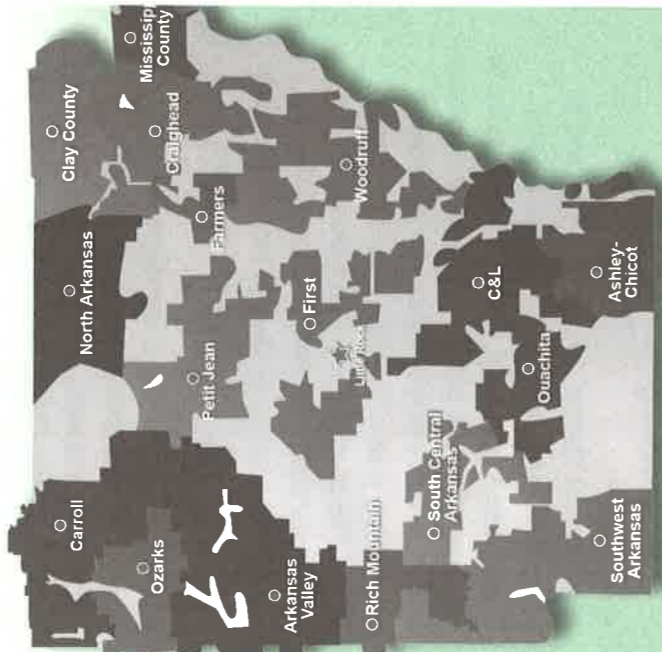 Carroll
North Arkansas
Clay County
Mississippi
County
Ozarks
Craighead
Petit Jean
Farmers
Arkansas
Valley
First
Little Rock
Woodruff
Rich Mountain
South Central
Arkansas
C&L
Ouachita
Southwest
Arkansas
Ashley-
Chicot